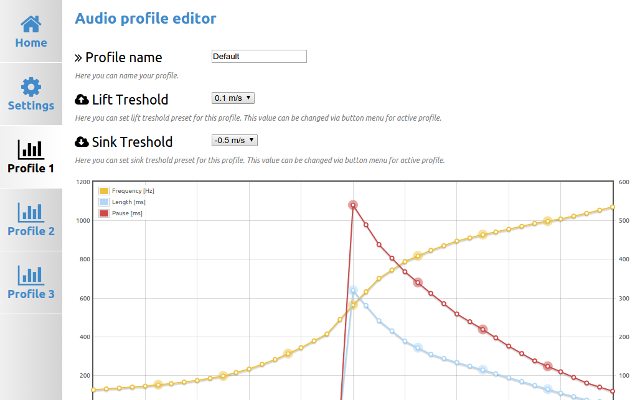 Audio profile editor
Home
Settings
Profile 1
Profile 2
Profile 3
Profile name
Default
Here you can name your profile.
Lift Treshold
0.1 m/s
Here you can set lift treshold preset for this profile. This value can be changed via button menu for active profile.
Sink Treshold
-0.5 m/s
Here you can set sink treshold preset for this profile. This value can be changed via button menu for active profile.
1200
1000
800
600
400
200
Frequency [Hz]
Length [ms]
Pause [ms]
600
500
400
300
200
100